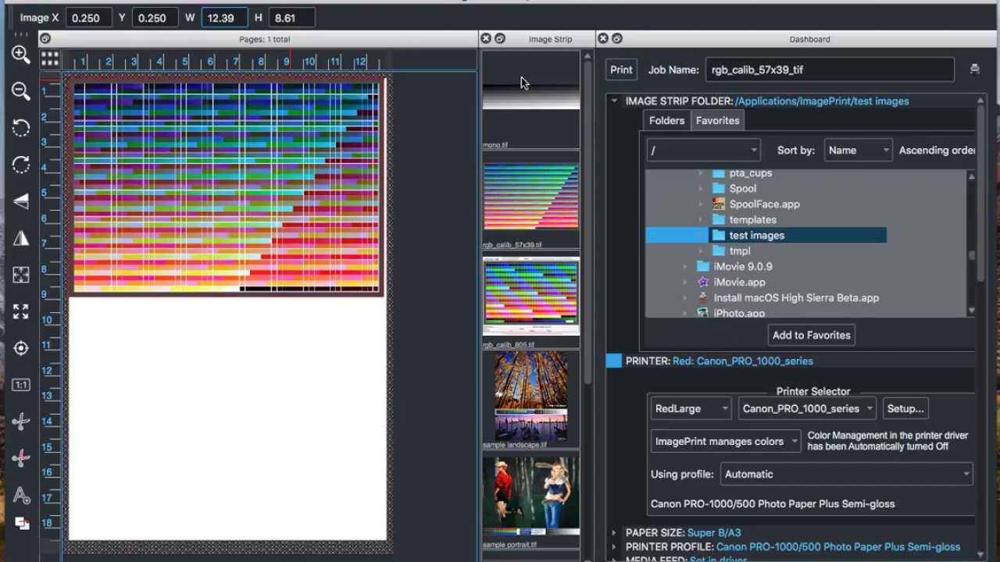 Image X 0.250 Y 0.250 W 12.39 H 8.61
Pages: 1 total
Image Strip
Dashboard
1 2 3 4 5 6 7 8 9 10 11 12
1
2
3
4
5
6
7
8
9
10
11
12
13
14
15
16
17
18
1:1
mono.tif
rgb_calib_57x39.tif
rgb_calib_805.tif
sample landscape.tif
sample portrait.tif
Print Job Name: rgb_calib_57x39_tif
IMAGE STRIP FOLDER: /Applications/ImagePrint/test images
Folders Favorites
/ Sort by: Name Ascending order
pta_cups
Spool
SpoolFace.app
templates
test images
tmpl
iMovie 9.0.9
iMovie.app
Install macOS High Sierra Beta.app
iPhoto.app
Add to Favorites
PRINTER: Red: Canon_PRO_1000_series
Printer Selector
RedLarge Canon_PRO_1000_series Setup...
ImagePrint manages colors
Color Management in the printer driver
has been Automatically turned Off
Using profile: Automatic
Canon PRO-1000/500 Photo Paper Plus Semi-gloss
PAPER SIZE: Super B/A3
PRINTER PROFILE: Canon PRO-1000/500 Photo Paper Plus Semi-gloss
MEDIA FEED: Set in driver